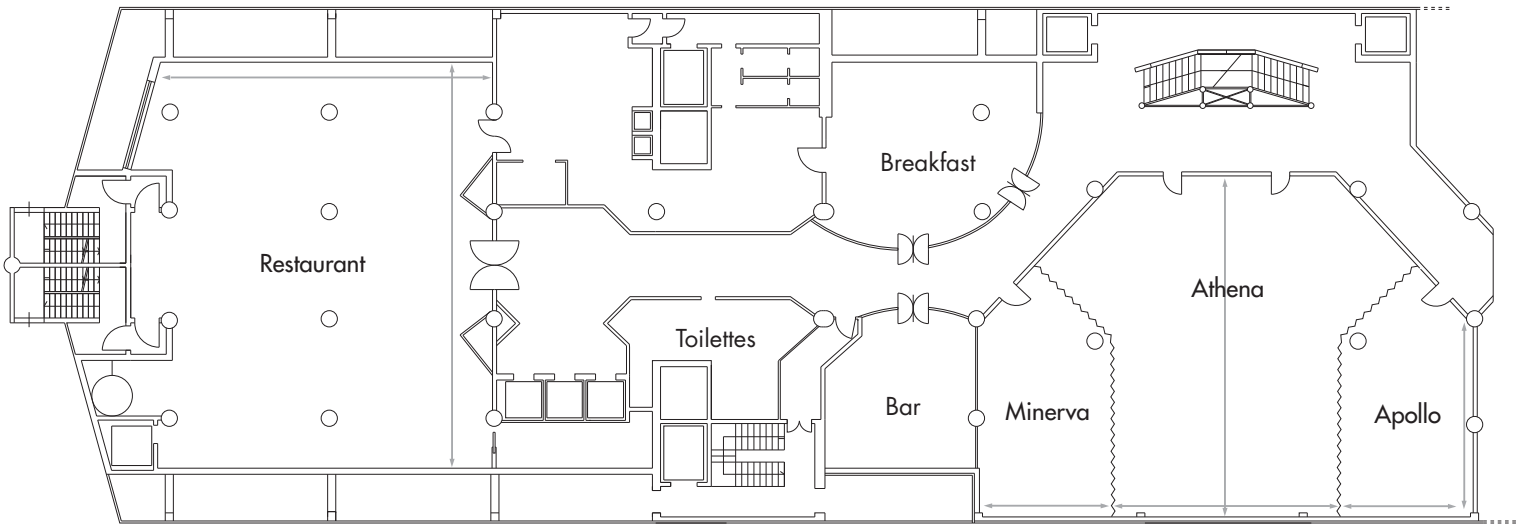 Breakfast
Restaurant
Athena
Toilettes
Bar
Minerva
Apollo